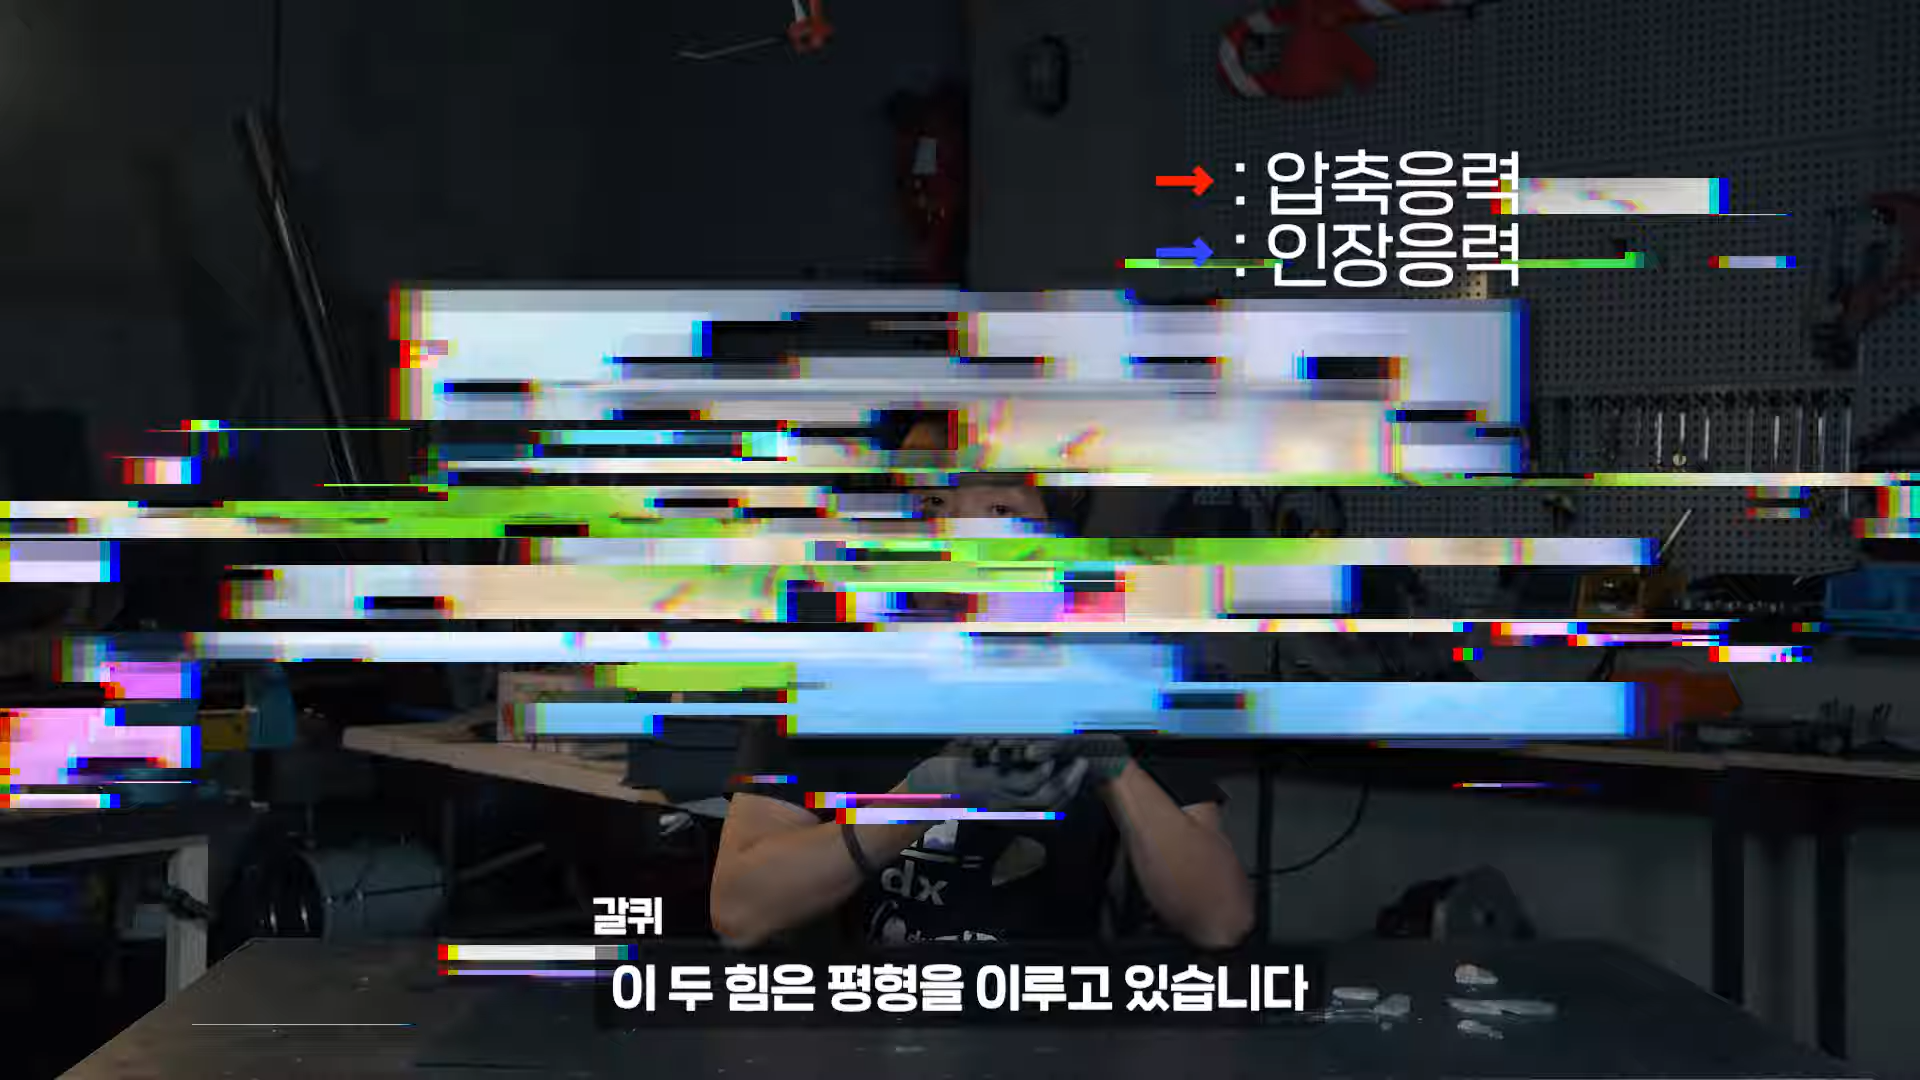 : 압축응력
: 인장응력
dx
갈퀴
이 두 힘은 평형을 이루고 있습니다